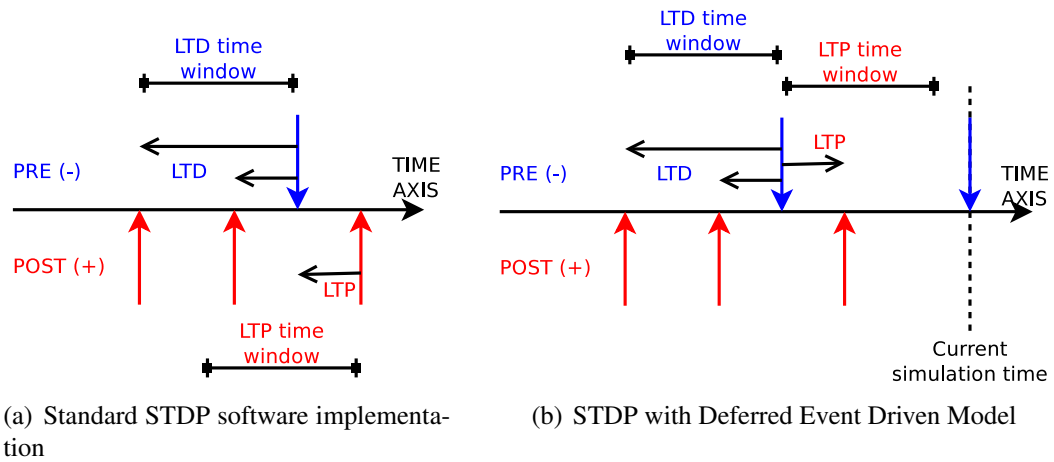 LTD time
window
PRE (-)
LTD
TIME
AXIS
POST (+)
LTP
LTP time
window
(a) Standard STDP software implementa-
tion
LTD time
window
LTP time
window
LTP
PRE (-)
LTD
TIME
AXIS
POST (+)
Current
simulation time
(b) STDP with Deferred Event Driven Model